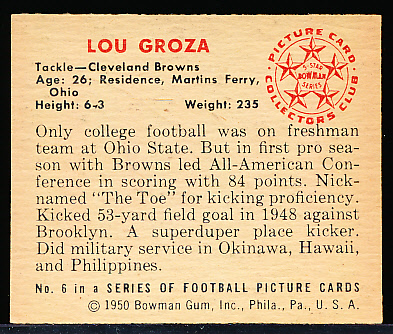 LOU GROZA
Tackle—Cleveland Browns
Age: 26; Residence, Martins Ferry,
Ohio
Height: 6-3 Weight: 235
PICTURE CARD
COLLECTORS CLUB
5-STAR
BOWMAN
SERIES
Only college football was on freshman
team at Ohio State. But in first pro sea-
son with Browns led All-American Con-
ference in scoring with 84 points. Nick-
named "The Toe" for kicking proficiency.
Kicked 53-yard field goal in 1948 against
Brooklyn. A superduper place kicker.
Did military service in Okinawa, Hawaii,
and Philippines.
No. 6 in a SERIES OF FOOTBALL PICTURE CARDS
© 1950 Bowman Gum, Inc., Phila., Pa., U. S. A.